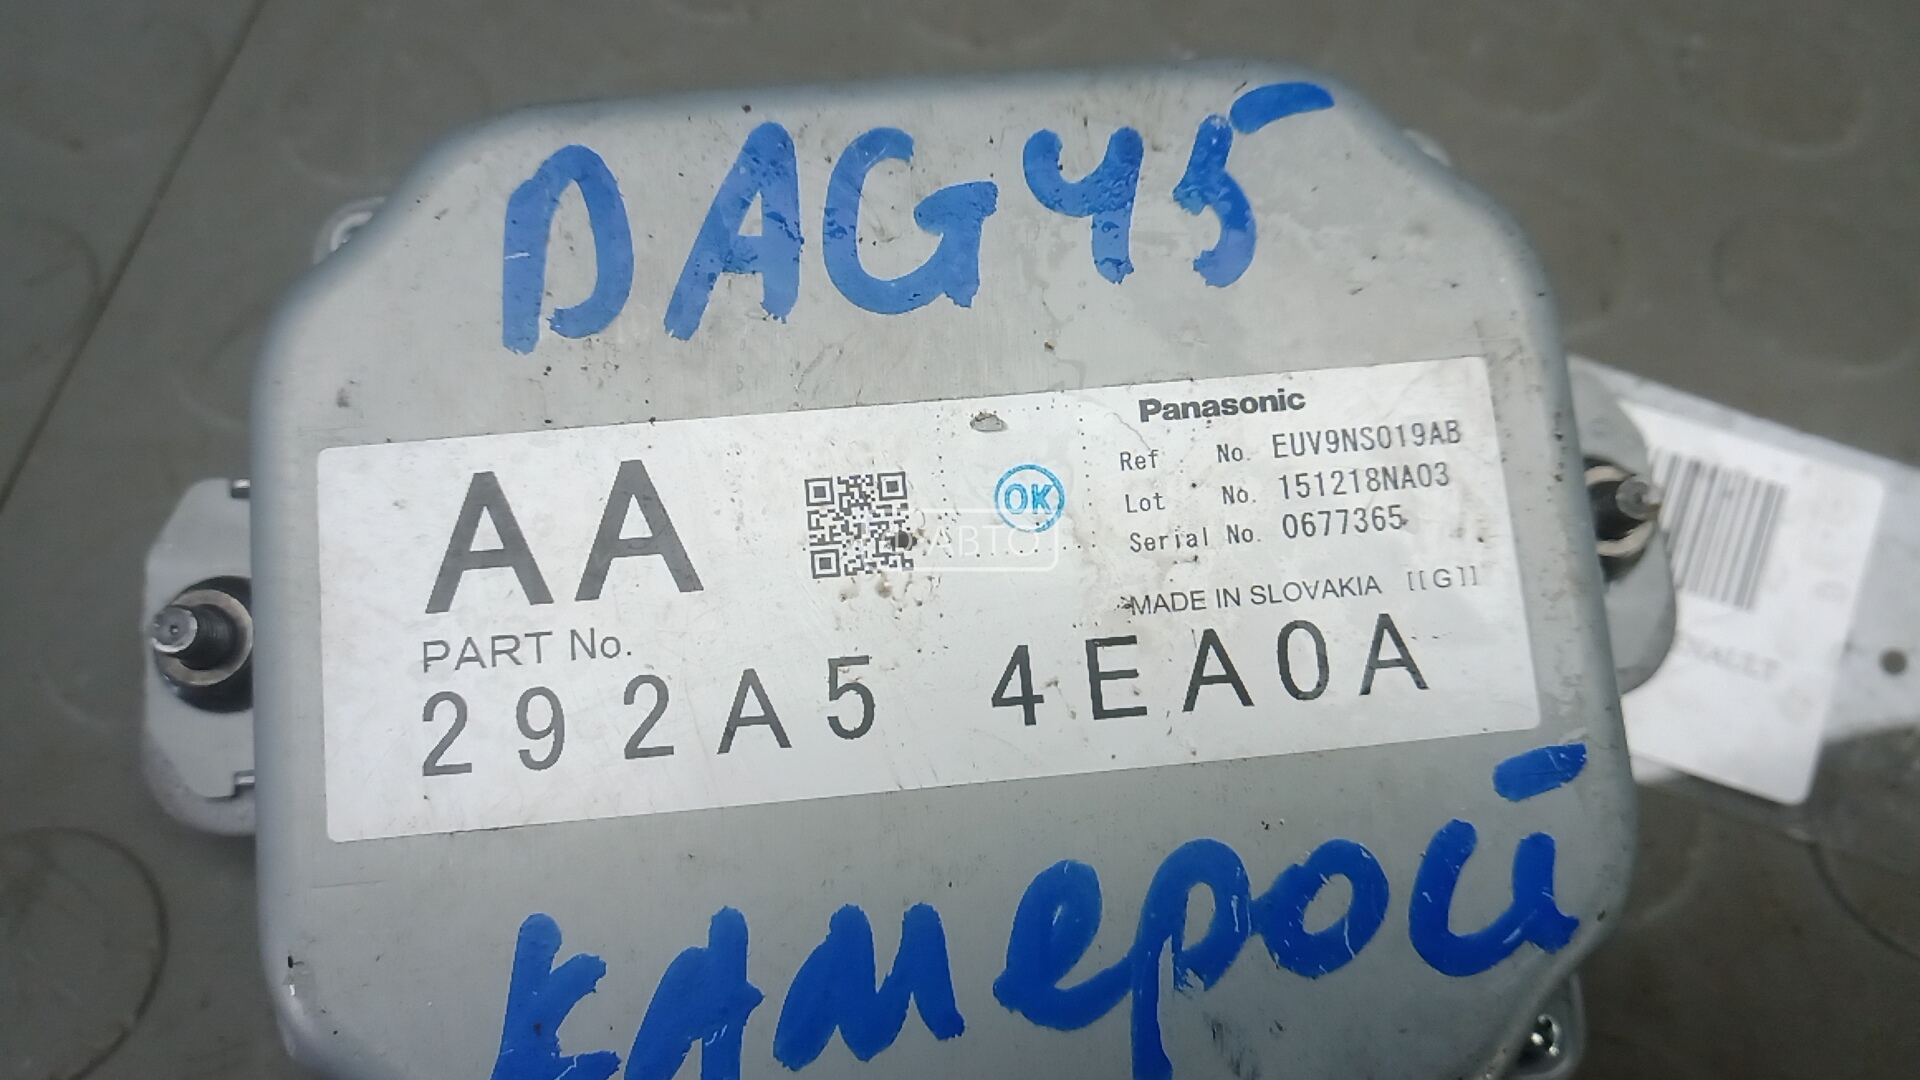 DAG45
Panasonic
Ref No. EUV9NS019AB
Lot No. 151218NA03
Serial No. 0677365
AA
OK
АВТО
MADE IN SLOVAKIA [[G]]
PART No.
292A5 4EA0A
камерой